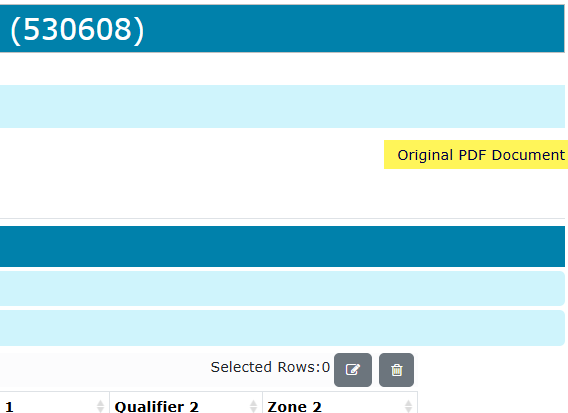 (530608)
Original PDF Document
Selected Rows:0
1 Qualifier 2 Zone 2